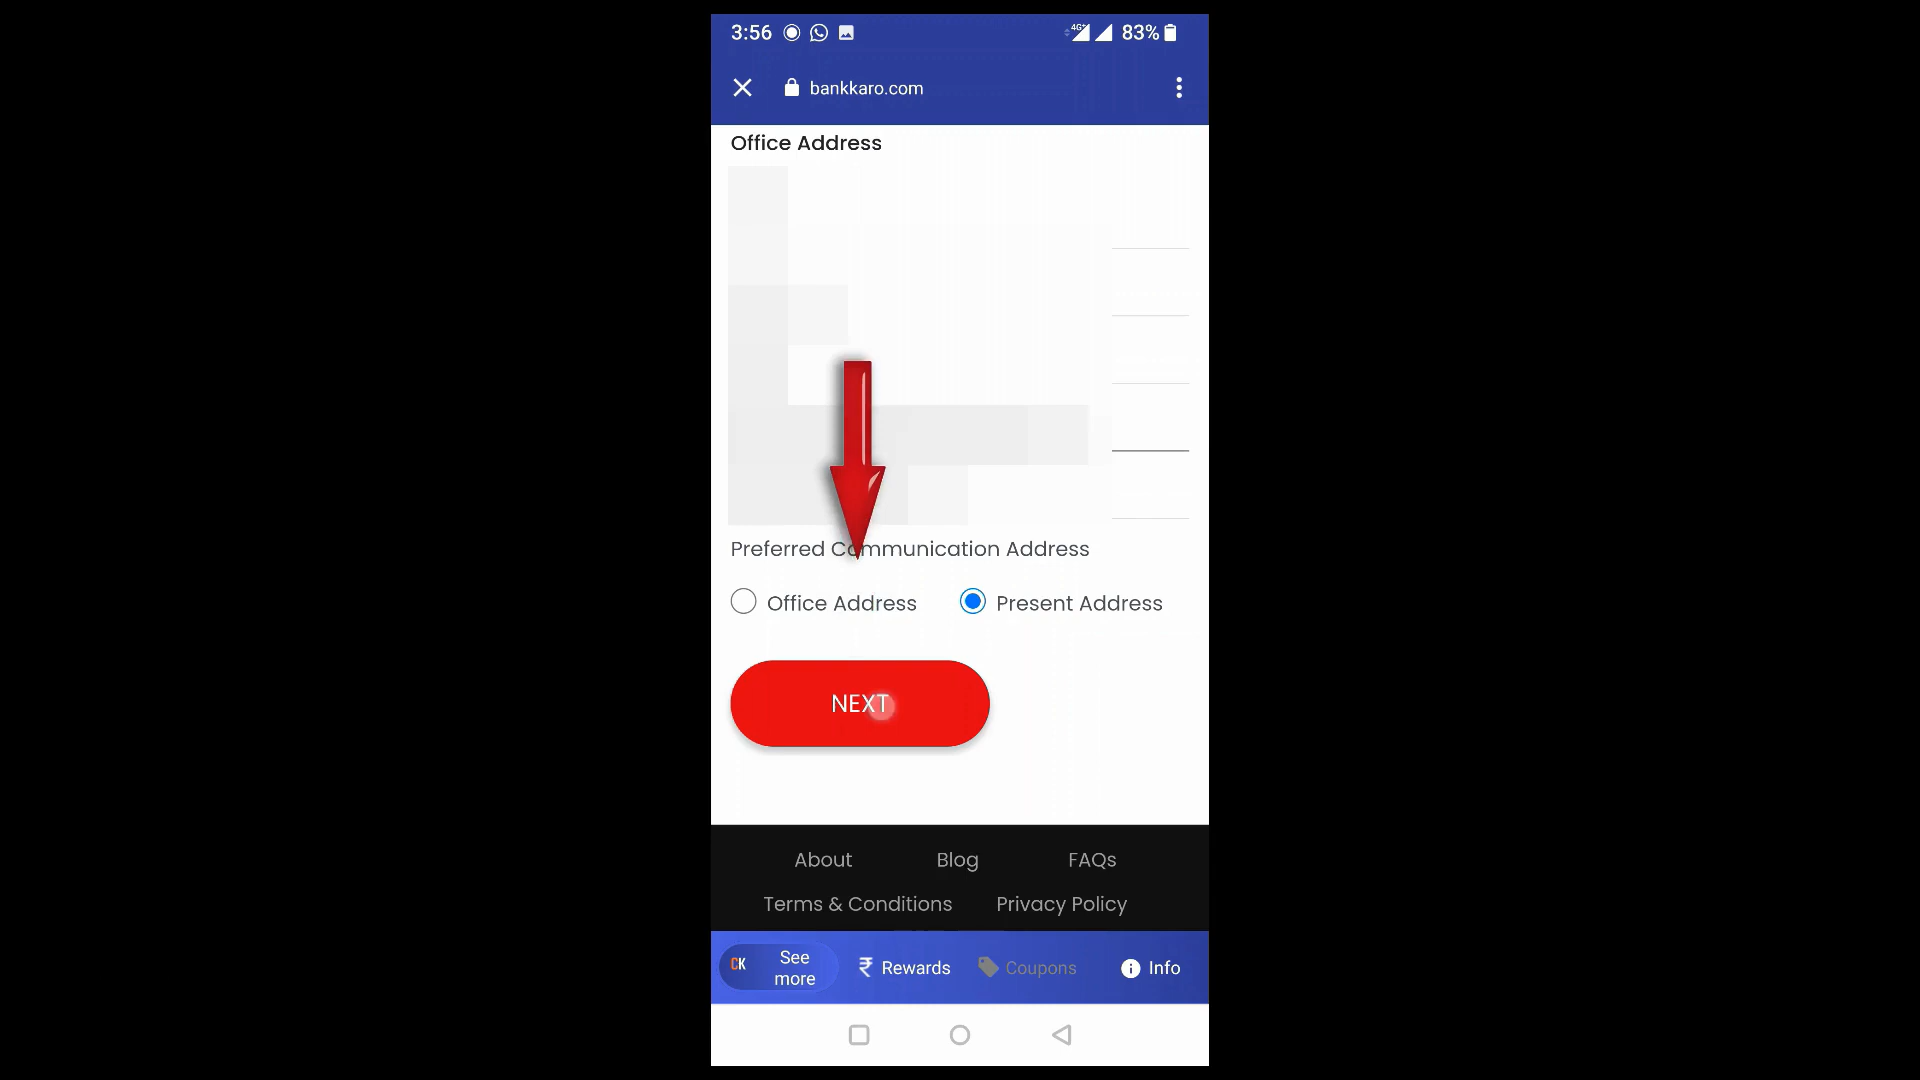 3:56
4G+
83%
bankkaro.com
Office Address
Preferred Communication Address
Office Address
Present Address
NEXT
About
Blog
FAQs
Terms & Conditions
Privacy Policy
CK
See
more
₹ Rewards
Coupons
Info